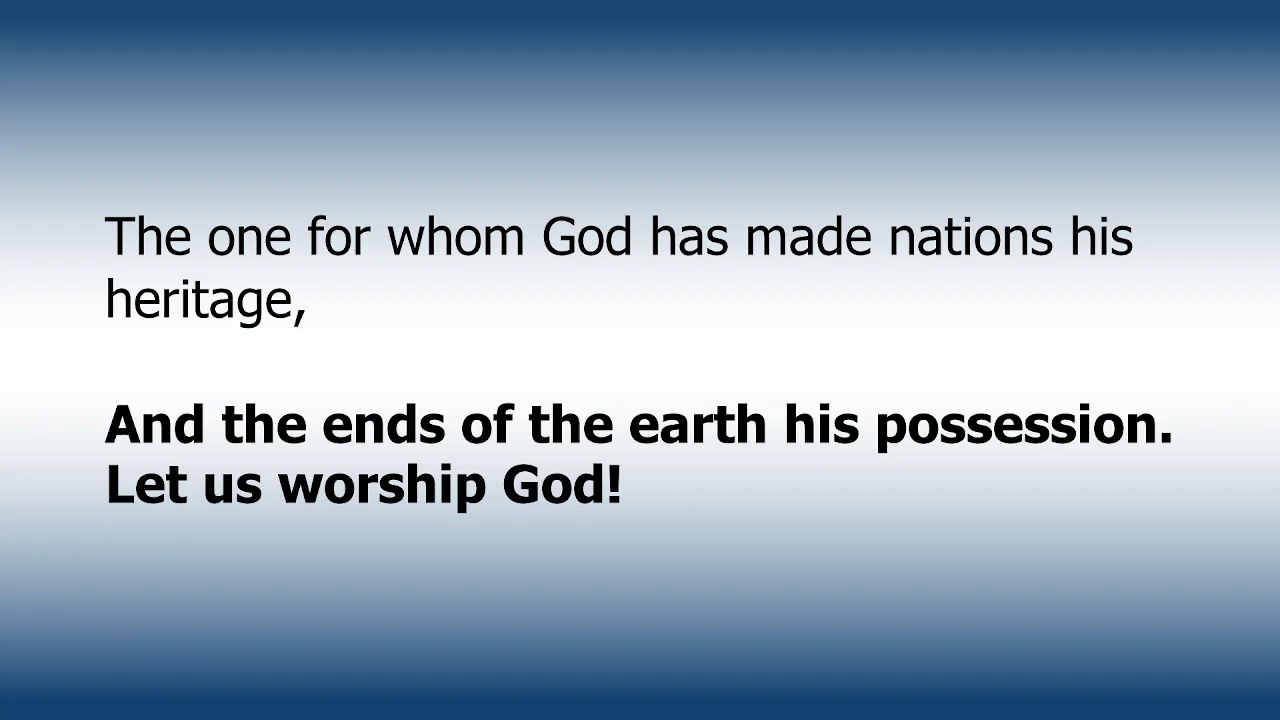 The one for whom God has made nations his
heritage,
And the ends of the earth his possession.
Let us worship God!